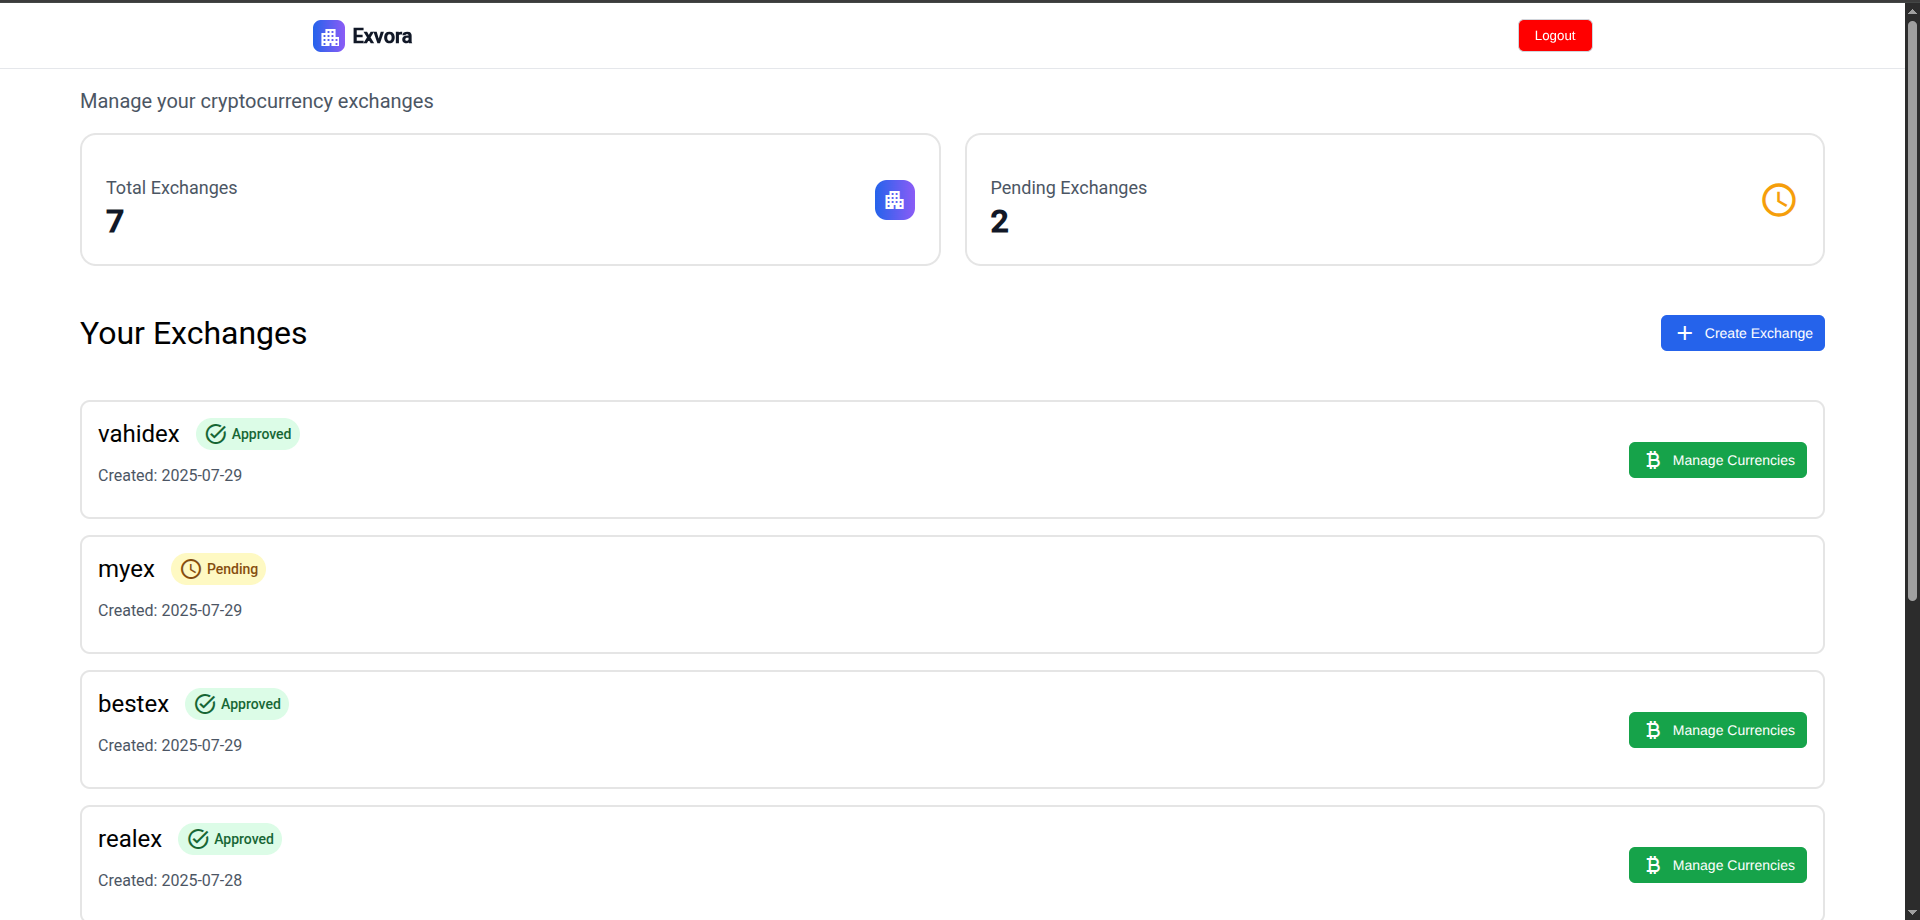 Exvora
Logout
Manage your cryptocurrency exchanges
Total Exchanges
7
Pending Exchanges
2
Your Exchanges
Create Exchange
vahidex
Approved
Created: 2025-07-29
Manage Currencies
myex
Pending
Created: 2025-07-29
bestex
Approved
Created: 2025-07-29
Manage Currencies
realex
Approved
Created: 2025-07-28
Manage Currencies